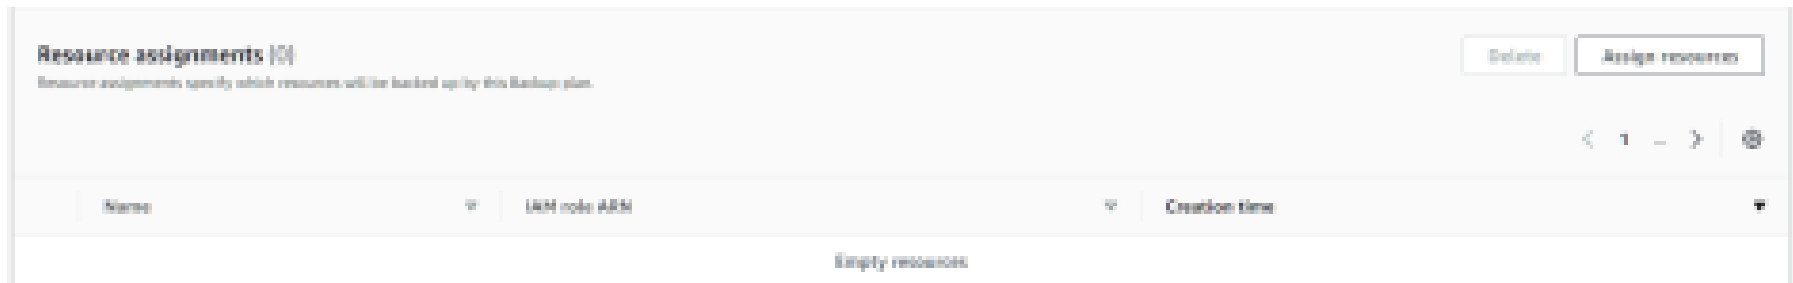 Resource assignments (0)
Delete
Assign resources
Resource assignments specify which resources will be backed up by this Backup plan.
1 ...
Name
IAM role ARN
Creation time
Empty resources